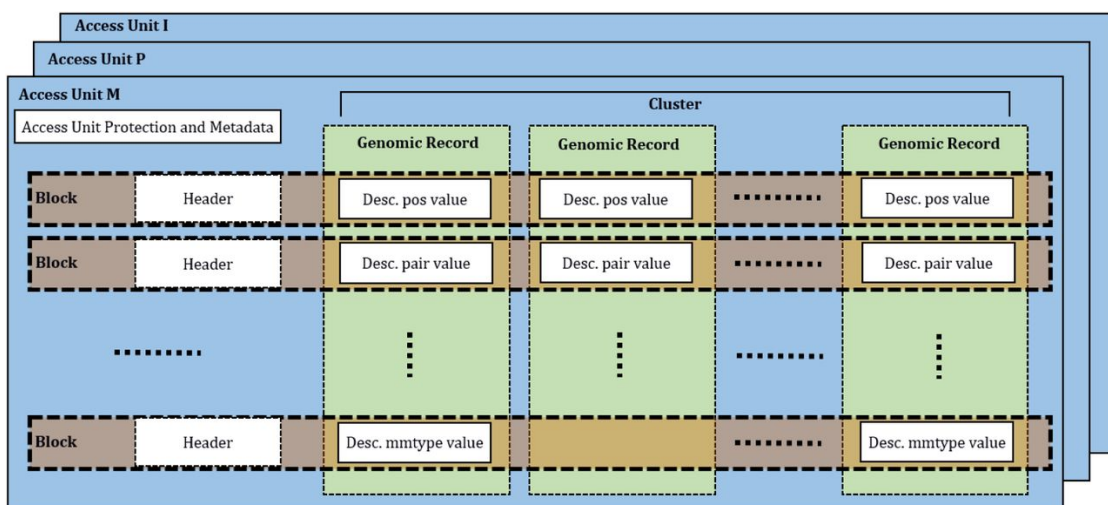 Access Unit I
Access Unit P
Access Unit M
Cluster
Access Unit Protection and Metadata
Genomic Record
Genomic Record
Genomic Record
Block
Header
Desc. pos value
Desc. pos value
Desc. pos value
Block
Header
Desc. pair value
Desc. pair value
Desc. pair value
Block
Header
Desc. mmtype value
Desc. mmtype value